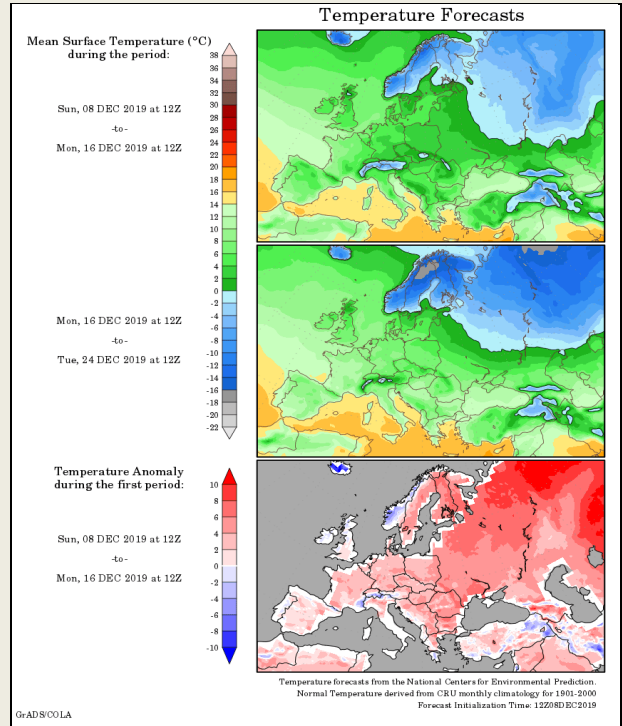 Temperature Forecasts
Mean Surface Temperature (°C)
during the period:
Sun, 08 DEC 2019 at 12Z
-to-
Mon, 16 DEC 2019 at 12Z
38
36
34
32
30
28
26
24
22
20
18
16
14
12
10
8
6
4
2
0
-2
-4
-6
-8
-10
-12
-14
-16
-18
-20
-22
Mon, 16 DEC 2019 at 12Z
-to-
Tue, 24 DEC 2019 at 12Z
Temperature Anomaly
during the first period:
Sun, 08 DEC 2019 at 12Z
-to-
Mon, 16 DEC 2019 at 12Z
10
8
6
4
2
0
-2
-4
-6
-8
-10
Temperature forecasts from the National Centers for Environmental Prediction.
Normal Temperature derived from CRU monthly climatology for 1901-2000
Forecast Initialization Time: 12Z08DEC2019
GrADS/COLA